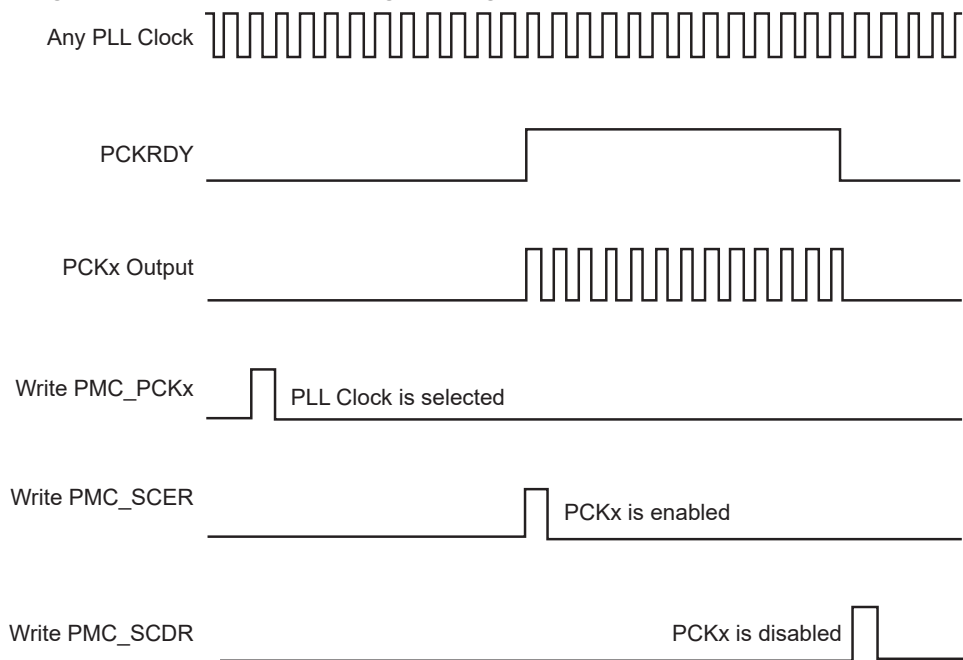 Any PLL Clock
PCKRDY
PCKx Output
Write PMC_PCKx
PLL Clock is selected
Write PMC_SCER
PCKx is enabled
Write PMC_SCDR
PCKx is disabled